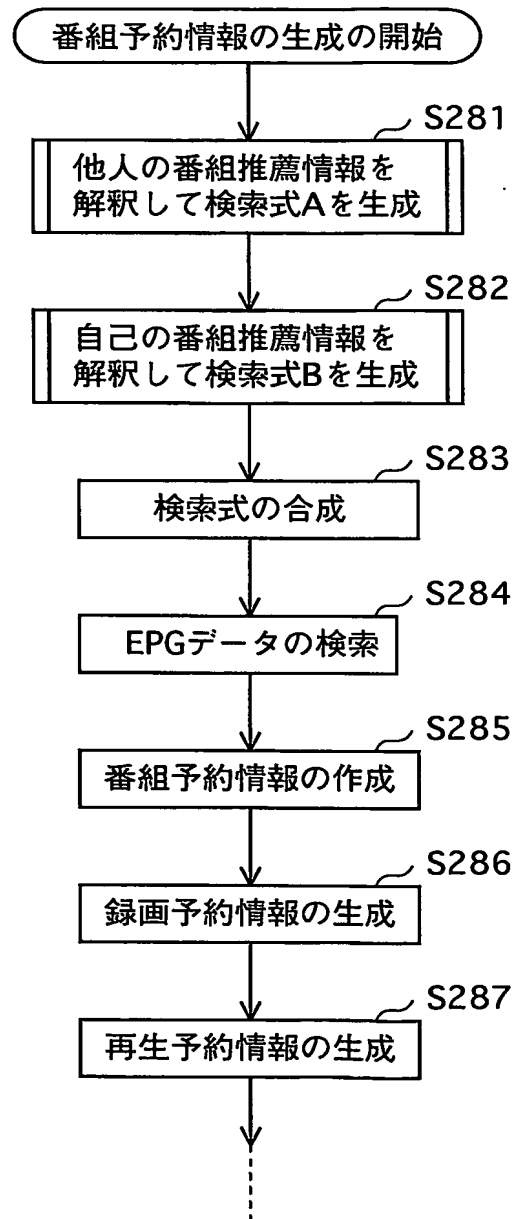 番組予約情報の生成の開始
S281
他人の番組推薦情報を
解釈して検索式Aを生成
S282
自己の番組推薦情報を
解釈して検索式Bを生成
S283
検索式の合成
S284
EPGデータの検索
S285
番組予約情報の作成
S286
録画予約情報の生成
S287
再生予約情報の生成